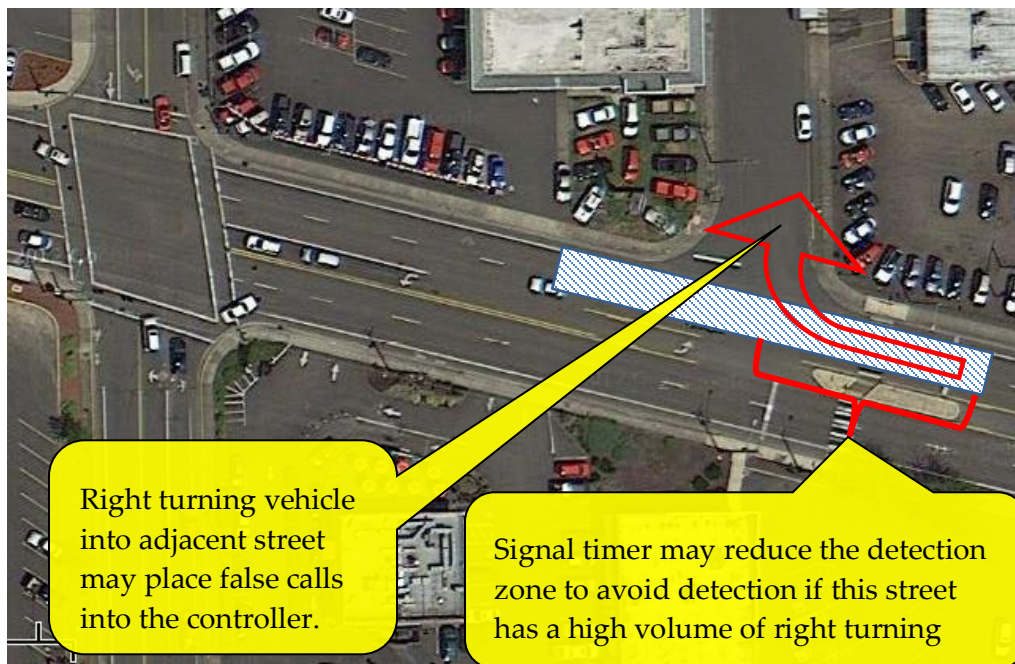 Right turning vehicle
into adjacent street
may place false calls
into the controller.
Signal timer may reduce the detection
zone to avoid detection if this street
has a high volume of right turning